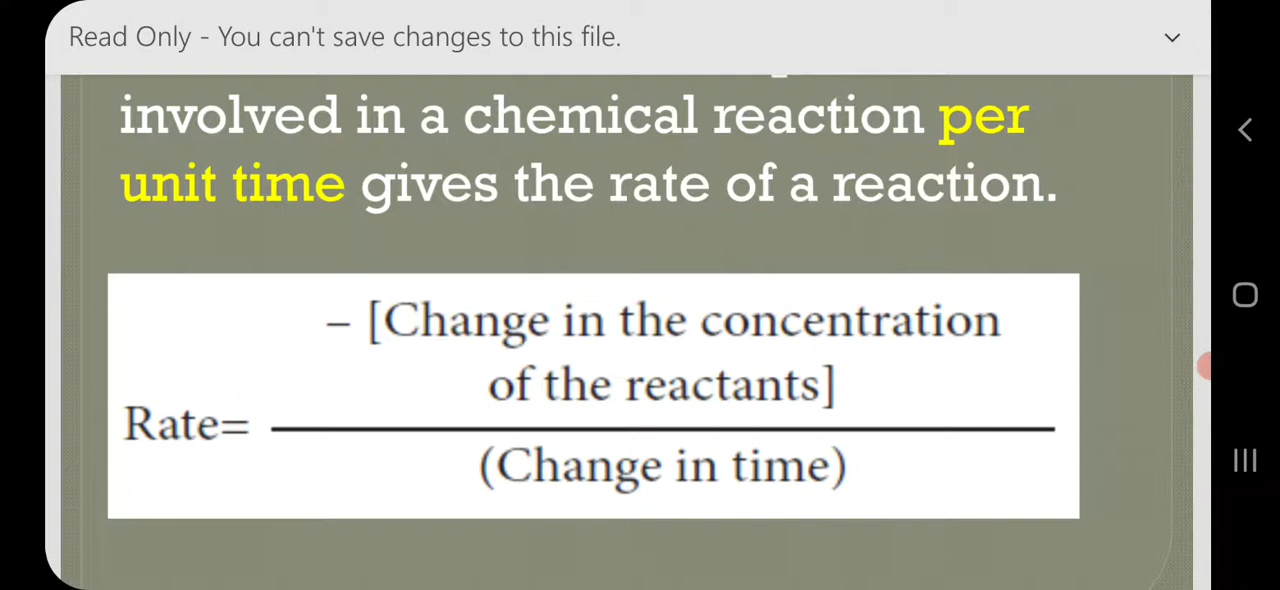 Read Only - You can't save changes to this file.
involved in a chemical reaction per
unit time gives the rate of a reaction.
– [Change in the concentration
of the reactants]
Rate=
(Change in time)